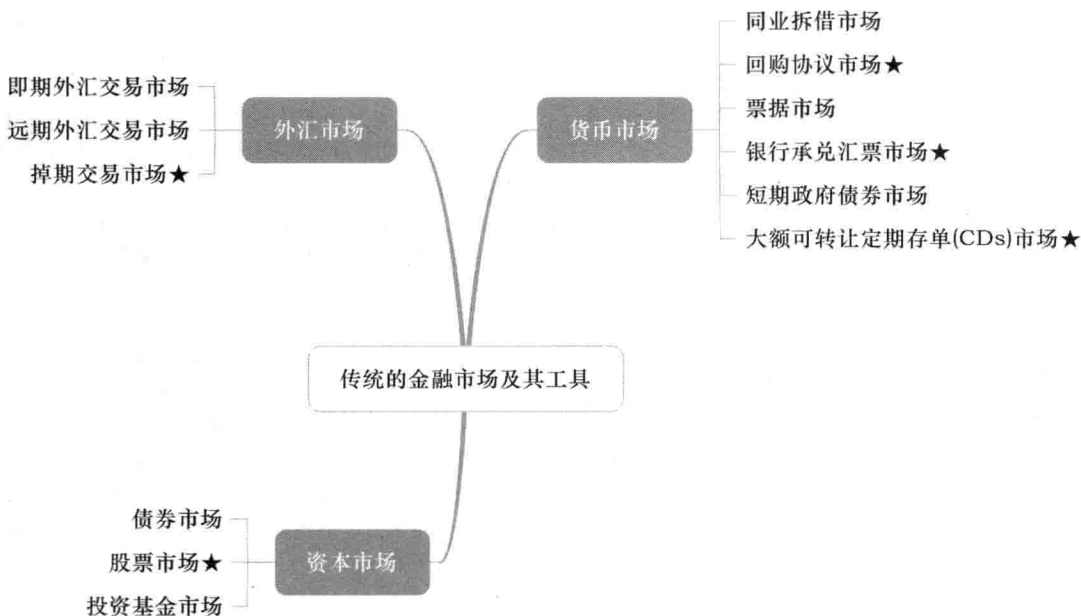 传统的金融市场及其工具
货币市场
同业拆借市场
回购协议市场★
票据市场
银行承兑汇票市场★
短期政府债券市场
大额可转让定期存单(CDs)市场★
外汇市场
即期外汇交易市场
远期外汇交易市场
掉期交易市场★
资本市场
债券市场
股票市场★
投资基金市场